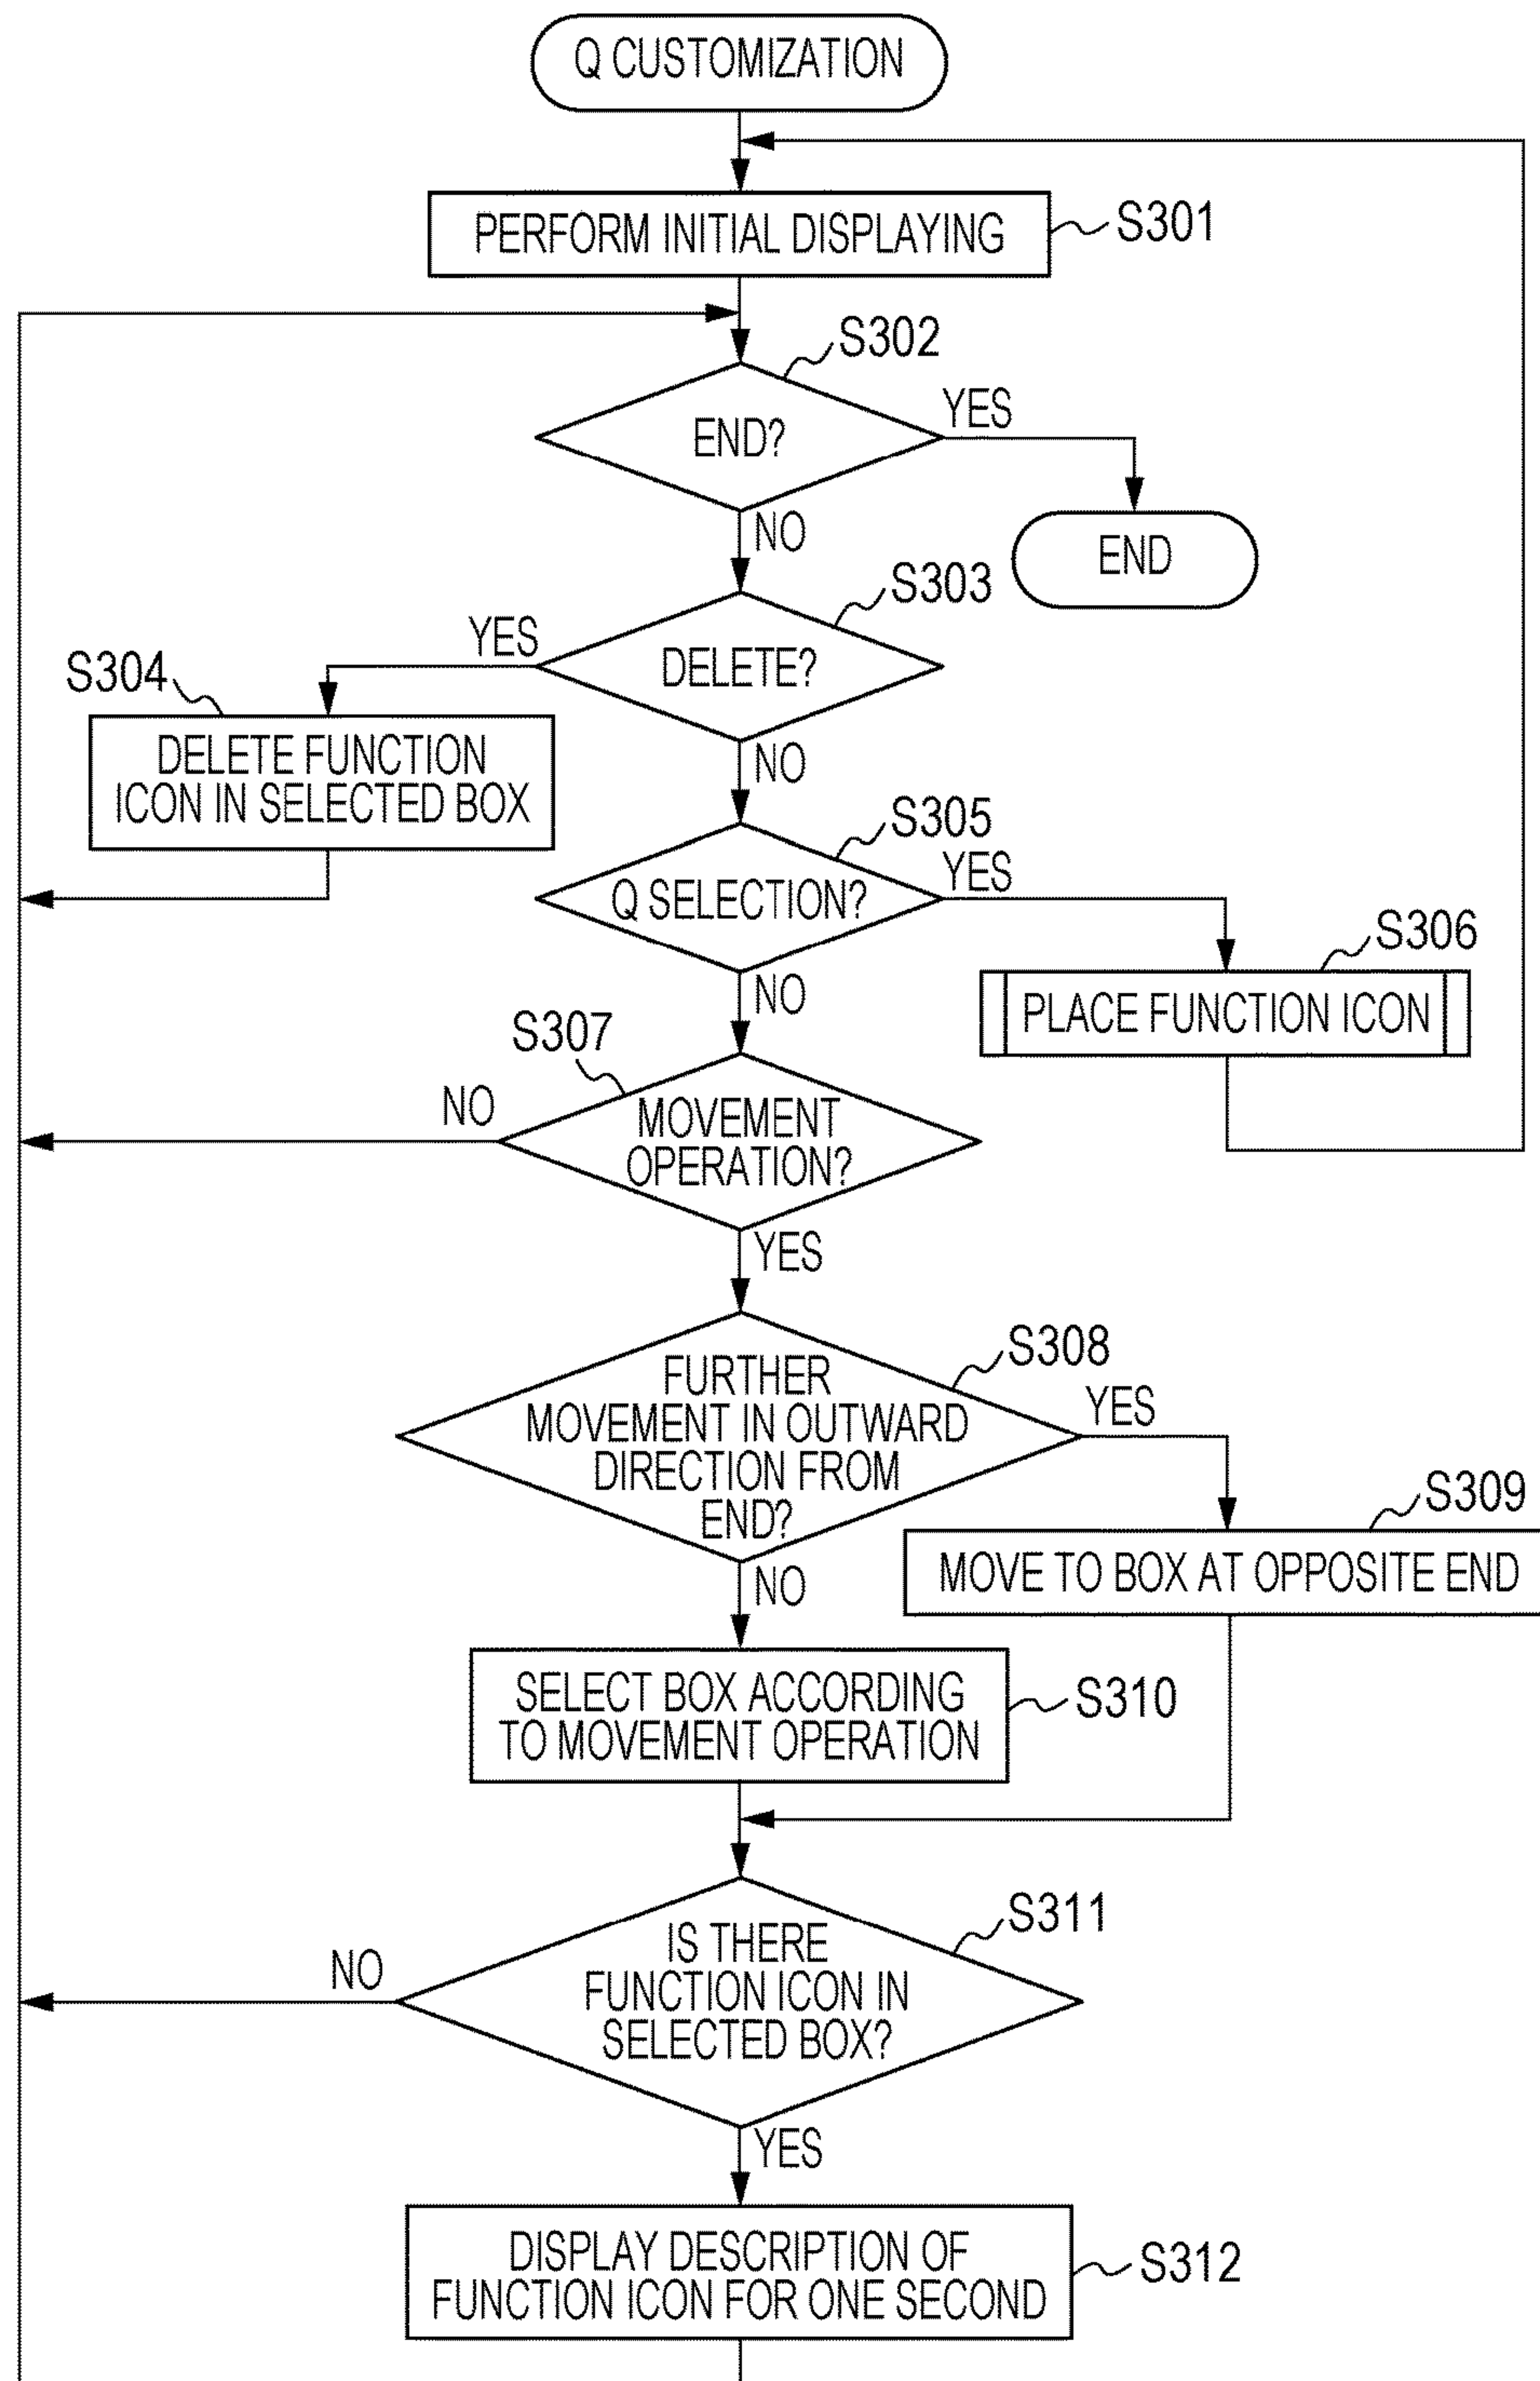 Q CUSTOMIZATION
PERFORM INITIAL DISPLAYING
S301
S302
END?
YES
NO
END
S303
YES
DELETE?
S304
DELETE FUNCTION
ICON IN SELECTED BOX
NO
S305
Q SELECTION?
YES
S306
PLACE FUNCTION ICON
NO
S307
NO
MOVEMENT
OPERATION?
YES
S308
FURTHER
MOVEMENT IN OUTWARD
DIRECTION FROM
END?
YES
S309
MOVE TO BOX AT OPPOSITE END
NO
SELECT BOX ACCORDING
TO MOVEMENT OPERATION
S310
S311
IS THERE
FUNCTION ICON IN
SELECTED BOX?
NO
YES
DISPLAY DESCRIPTION OF
FUNCTION ICON FOR ONE SECOND
S312